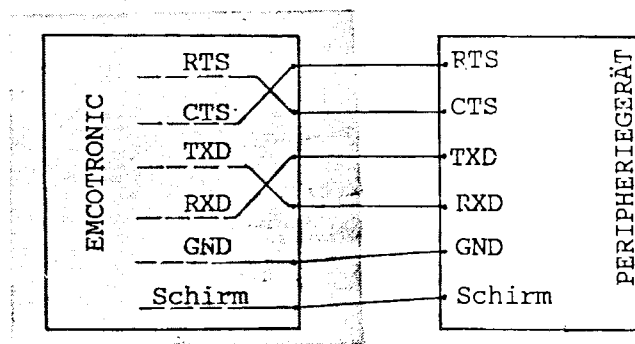 EMCOTRONIC
RTS
CTS
TXD
RXD
GND
Schirm
RTS
CTS
TXD
RXD
GND
Schirm
PERIPHERIEGERÄT